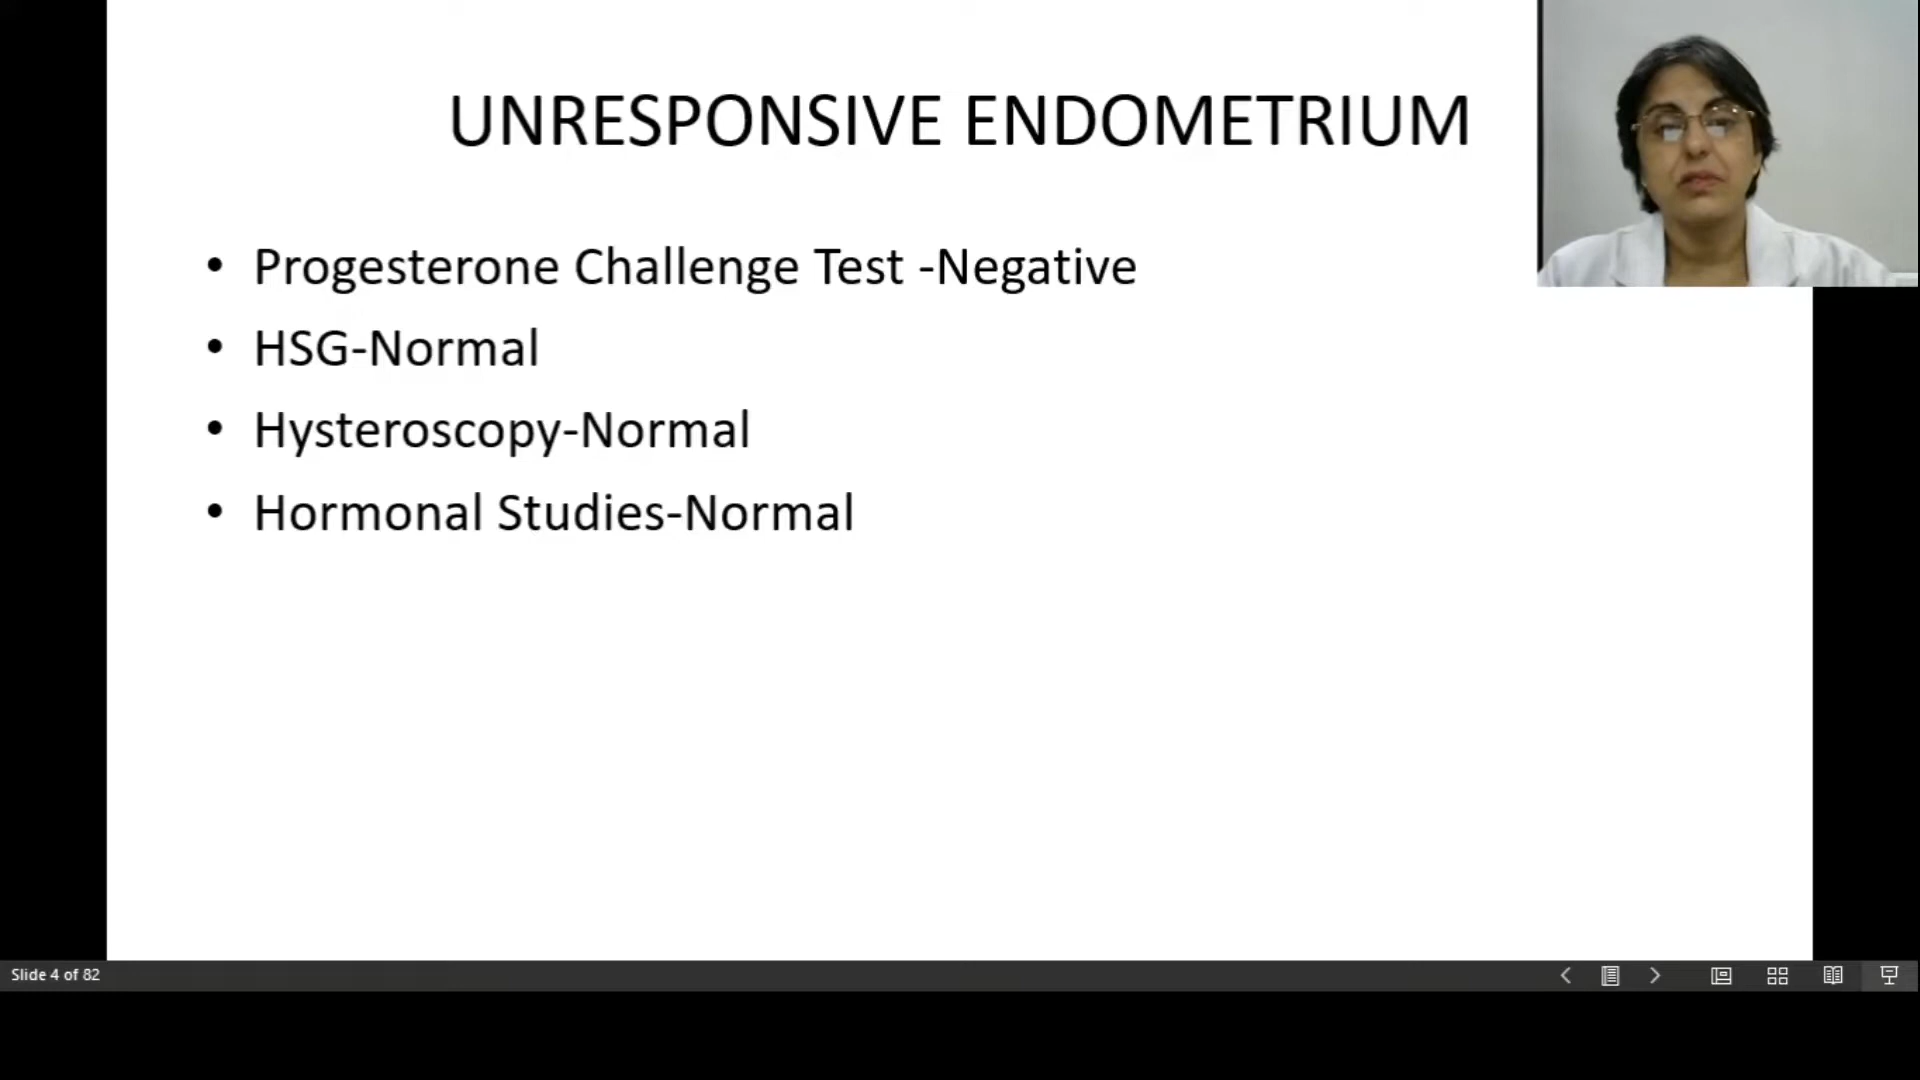 UNRESPONSIVE ENDOMETRIUM
• Progesterone Challenge Test -Negative
• HSG-Normal
• Hysteroscopy-Normal
• Hormonal Studies-Normal
Slide 4 of 82